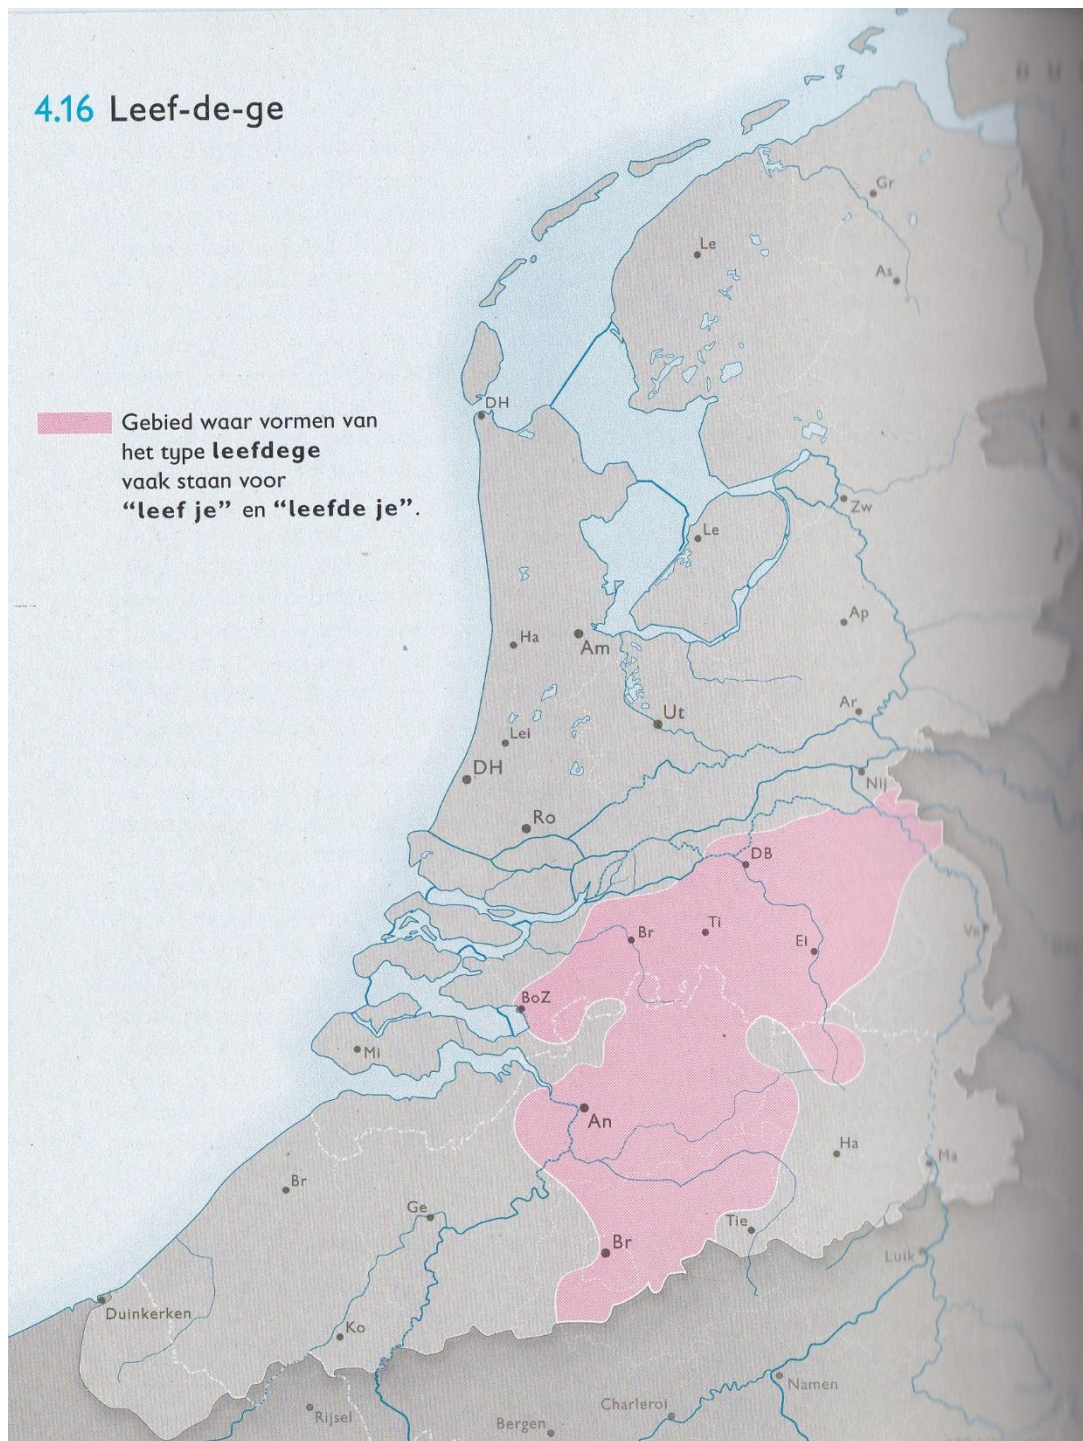 4.16 Leef-de-ge
Gr
Le
As
DH
Gebied waar vormen van
het type leefdege
vaak staan voor
“leef je” en “leefde je”.
Zw
Le
Ap
Ha
Am
Ar
Ut
Lei
DH
Nij
Ro
DB
Ti
Br
Ei
Ve
BoZ
Mi
An
Ha
Ma
Br
Ge
Tie
Br
Luik
Duinkerken
Ko
Namen
Charleroi
Rijsel
Bergen